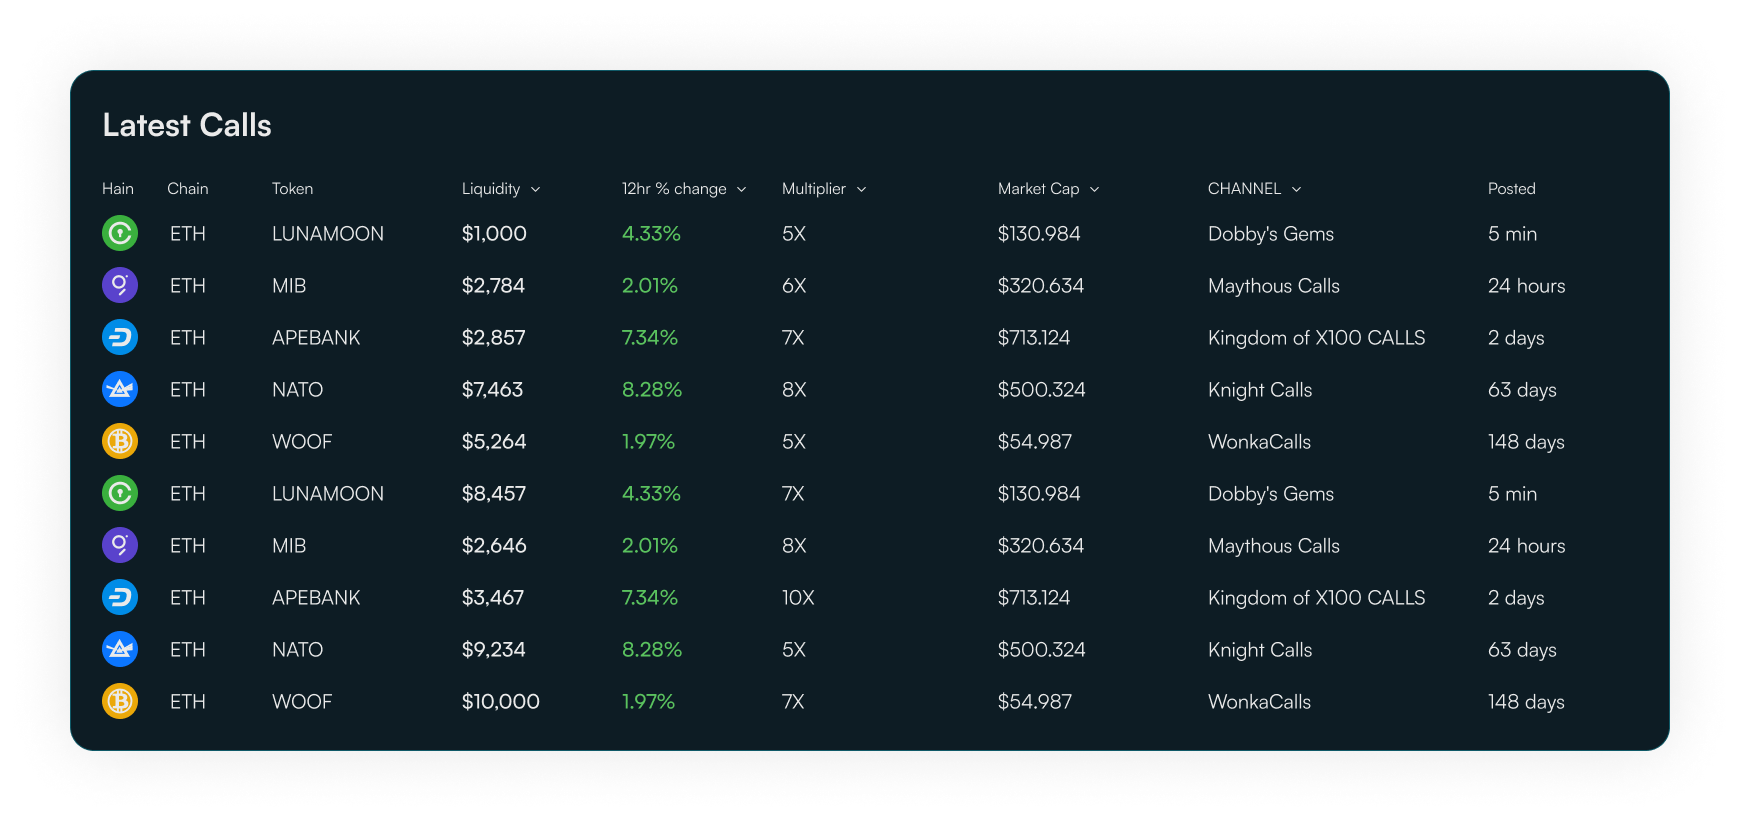 Latest Calls
Hain Chain Token Liquidity 12hr % change Multiplier Market Cap CHANNEL Posted
ETH LUNAMOON $1,000 4.33% 5X $130.984 Dobby's Gems 5 min
ETH MIB $2,784 2.01% 6X $320.634 Maythous Calls 24 hours
ETH APEBANK $2,857 7.34% 7X $713.124 Kingdom of X100 CALLS 2 days
ETH NATO $7,463 8.28% 8X $500.324 Knight Calls 63 days
ETH WOOF $5,264 1.97% 5X $54.987 WonkaCalls 148 days
ETH LUNAMOON $8,457 4.33% 7X $130.984 Dobby's Gems 5 min
ETH MIB $2,646 2.01% 8X $320.634 Maythous Calls 24 hours
ETH APEBANK $3,467 7.34% 10X $713.124 Kingdom of X100 CALLS 2 days
ETH NATO $9,234 8.28% 5X $500.324 Knight Calls 63 days
ETH WOOF $10,000 1.97% 7X $54.987 WonkaCalls 148 days